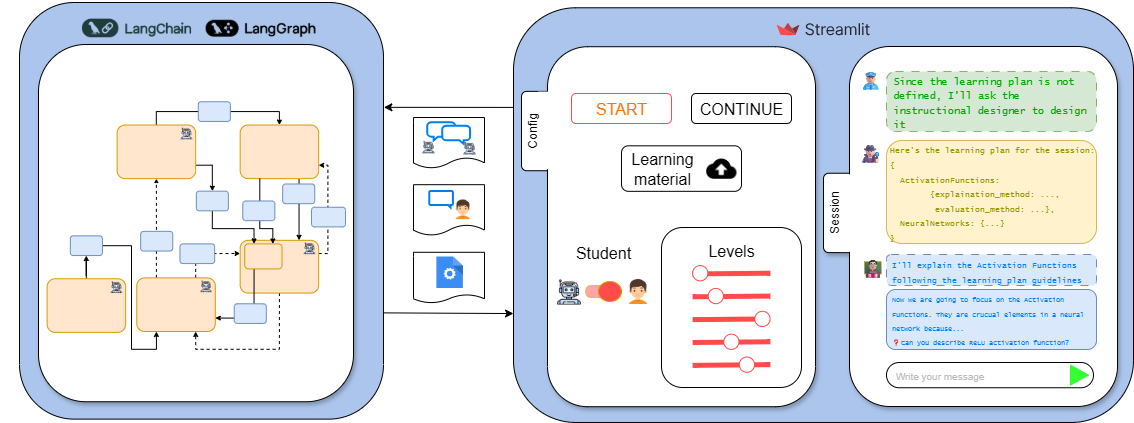 LangChain
LangGraph
Streamlit
Config
START
CONTINUE
Learning
material
Student
Levels
Session
Since the learning plan is not
defined, I'll ask the
instructional designer to design
it
Here's the learning plan for the session:
{
ActivationFunctions:
{explaination_method: ...,
evaluation_method: ...},
NeuralNetworks: {...}
}
I'll explain the Activation Functions
following the learning plan guidelines
Now we are going to focus on the Activation
Functions. They are crucual elements in a neural
network because...
❓Can you describe ReLU activation function?
Write your message